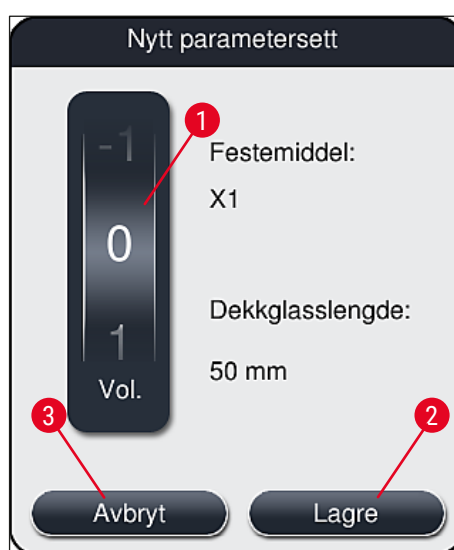 Nytt parametersett
-1
0
1
Vol.
1
Festemiddel:
X1
Dekkglasslengde:
50 mm
3
2
Avbryt
Lagre